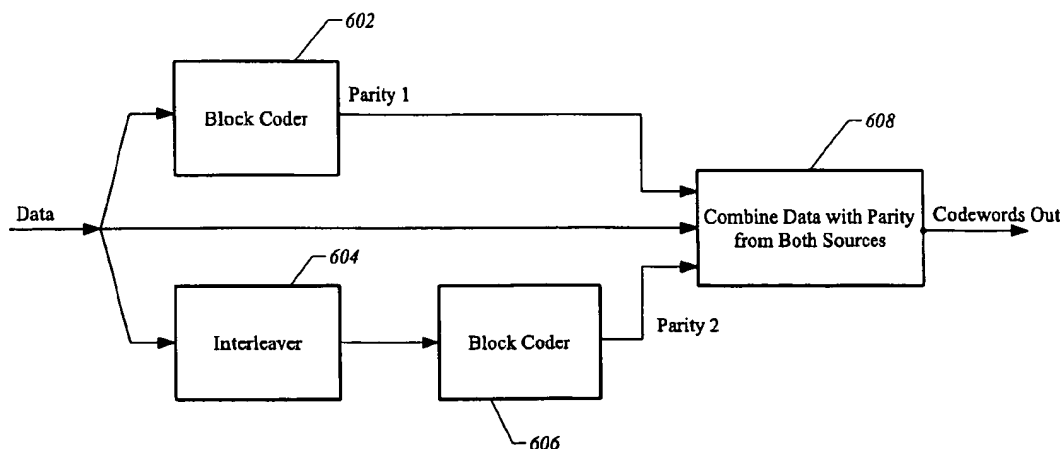 602
Block Coder
Parity 1
608
Data
Combine Data with Parity
from Both Sources
Codewords Out
604
Interleaver
Block Coder
Parity 2
606